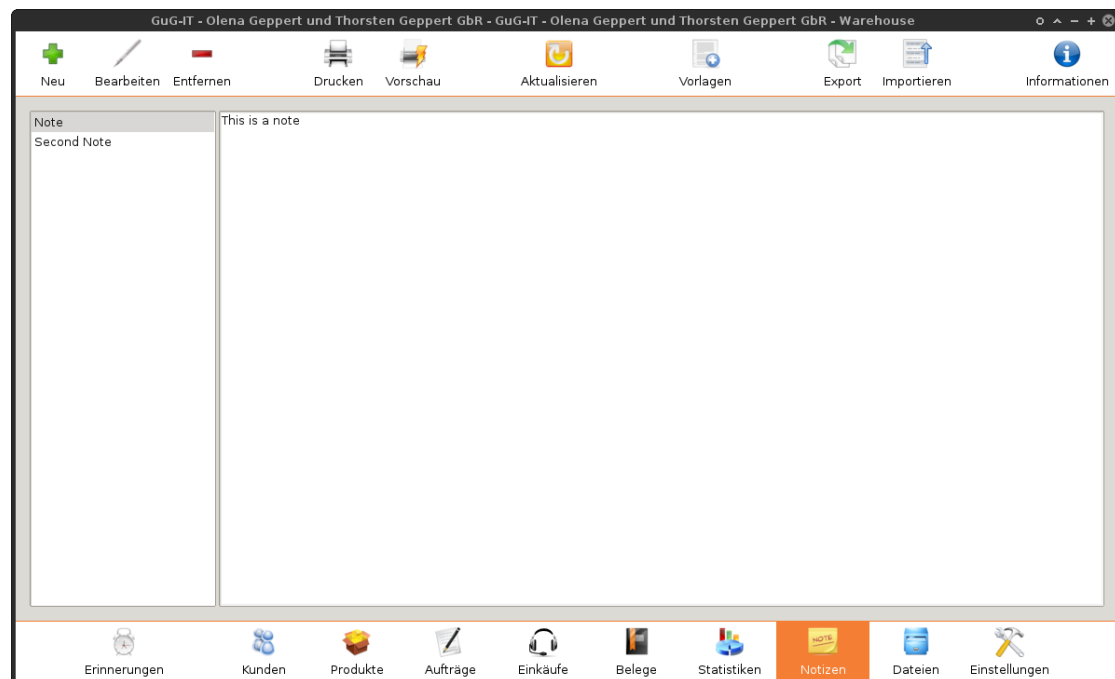 GuG-IT - Olena Geppert und Thorsten Geppert GbR - GuG-IT - Olena Geppert und Thorsten Geppert GbR - Warehouse
Neu Bearbeiten Entfernen Drucken Vorschau Aktualisieren Vorlagen Export Importieren Informationen
Note
Second Note
This is a note
NOTE
Erinnerungen Kunden Produkte Aufträge Einkäufe Belege Statistiken Notizen Dateien Einstellungen